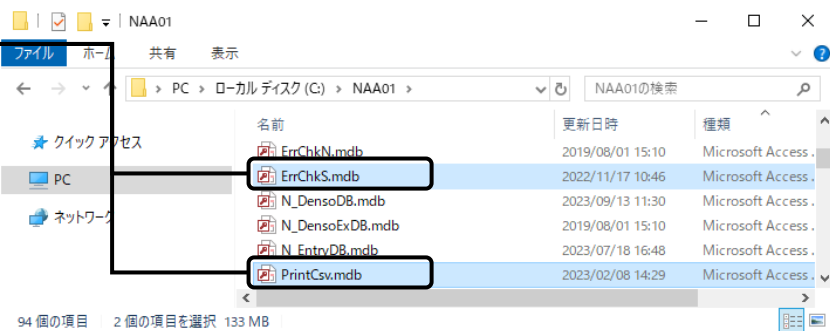 NAA01
ファイル ホーム 共有 表示
PC ローカル ディスク (C:) NAA01 NAA01の検索
名前 更新日時 種類
クイック アクセス
PC
ネットワーク
ErrChkN.mdb 2019/08/01 15:10 Microsoft Access .
ErrChkS.mdb 2022/11/17 10:46 Microsoft Access .
N_DensoDB.mdb 2023/09/13 11:30 Microsoft Access .
N_DensoExDB.mdb 2019/08/01 15:10 Microsoft Access .
N_EntryDB.mdb 2023/07/18 16:48 Microsoft Access .
PrintCsv.mdb 2023/02/08 14:29 Microsoft Access .
94 個の項目 2 個の項目を選択 133 MB